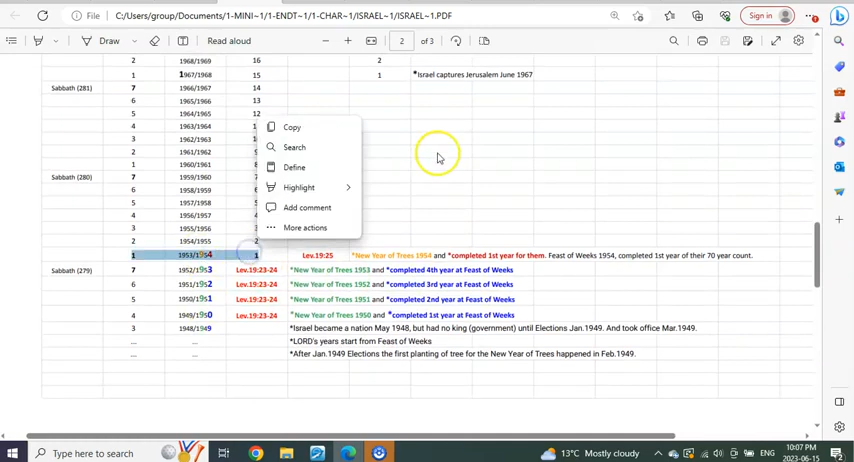 C:/Users/group/Documents/1-MINI~1/1-ENDT~1/1-CHAR~1/ISRAEL~1/ISRAEL~1.PDF
Sign in
Draw
Read aloud
2 of 3
2 1968/1969 16 2
1 1967/1968 15 1 *Israel captures Jerusalem June 1967
Sabbath (281) 7 1966/1967 14
6 1965/1966 13
5 1964/1965 12
4 1963/1964
3 1962/1963
2 1961/1962
1 1960/1961
Sabbath (280) 7 1959/1960
6 1958/1959
5 1957/1958
4 1956/1957
3 1955/1956
2 1954/1955 2
1 1953/1954 1 Lev.19:25 *New Year of Trees 1954 and *completed 1st year for them. Feast of Weeks 1954, completed 1st year of their 70 year count.
Sabbath (279) 7 1952/1953 Lev.19:23-24 *New Year of Trees 1953 and *completed 4th year at Feast of Weeks
6 1951/1952 Lev.19:23-24 *New Year of Trees 1952 and *completed 3rd year at Feast of Weeks
5 1950/1951 Lev.19:23-24 *New Year of Trees 1951 and *completed 2nd year at Feast of Weeks
4 1949/1950 Lev.19:23-24 *New Year of Trees 1950 and *completed 1st year at Feast of Weeks
3 1948/1949 *Israel became a nation May 1948, but had no king (government) until Elections Jan.1949. And took office Mar.1949.
... ... *LORD's years start from Feast of Weeks
... ... *After Jan.1949 Elections the first planting of tree for the New Year of Trees happened in Feb.1949.
Copy
Search
Define
Highlight
Add comment
More actions
Type here to search
13°C Mostly cloudy
ENG
10:07 PM
2023-06-15